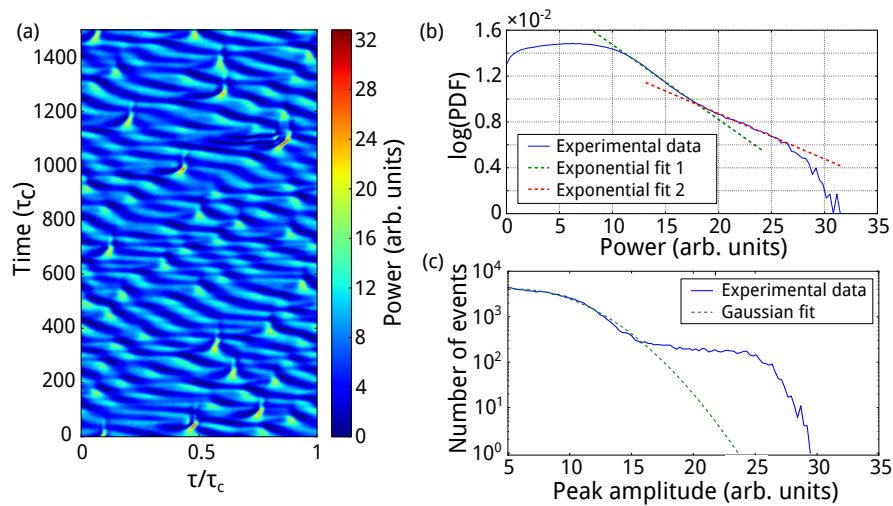 (a)
1400
1200
1000
800
600
400
200
0
Time (τc)
0
0.5
1
τ/τc
32
28
24
20
16
12
8
4
0
Power (arb. units)
(b)
×10⁻²
1.6
1.2
0.8
0.4
0
log(PDF)
Experimental data
Exponential fit 1
Exponential fit 2
0 5 10 15 20 25 30 35
Power (arb. units)
(c)
10⁴
10³
10²
10¹
10⁰
Number of events
Experimental data
Gaussian fit
5 10 15 20 25 30 35
Peak amplitude (arb. units)